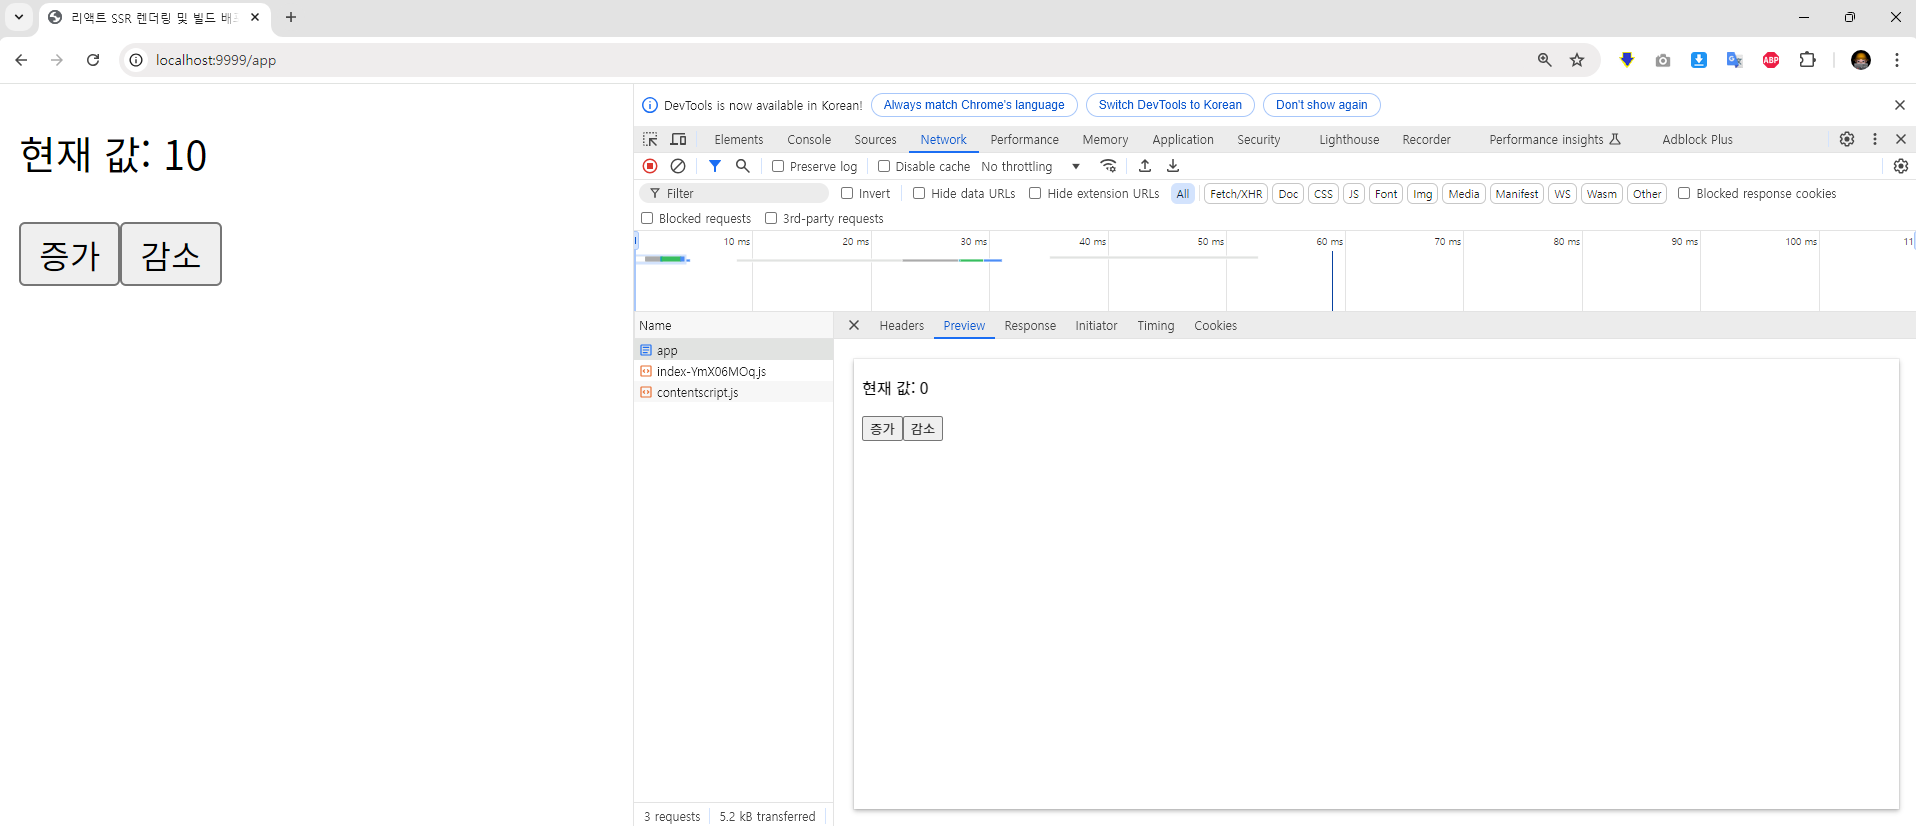 리액트 SSR 렌더링 및 빌드 배포
localhost:9999/app
현재 값: 10
증가 감소
DevTools is now available in Korean! Always match Chrome's language Switch DevTools to Korean Don't show again
Elements Console Sources Network Performance Memory Application Security Lighthouse Recorder Performance insights Adblock Plus
Preserve log Disable cache No throttling
Filter Invert Hide data URLs Hide extension URLs All Fetch/XHR Doc CSS JS Font Img Media Manifest WS Wasm Other Blocked response cookies
Blocked requests 3rd-party requests
10 ms 20 ms 30 ms 40 ms 50 ms 60 ms 70 ms 80 ms 90 ms 100 ms 11
Name
Headers Preview Response Initiator Timing Cookies
app
index-YmX06MOq.js
contentscript.js
현재 값: 0
증가 감소
3 requests 5.2 kB transferred
ABP